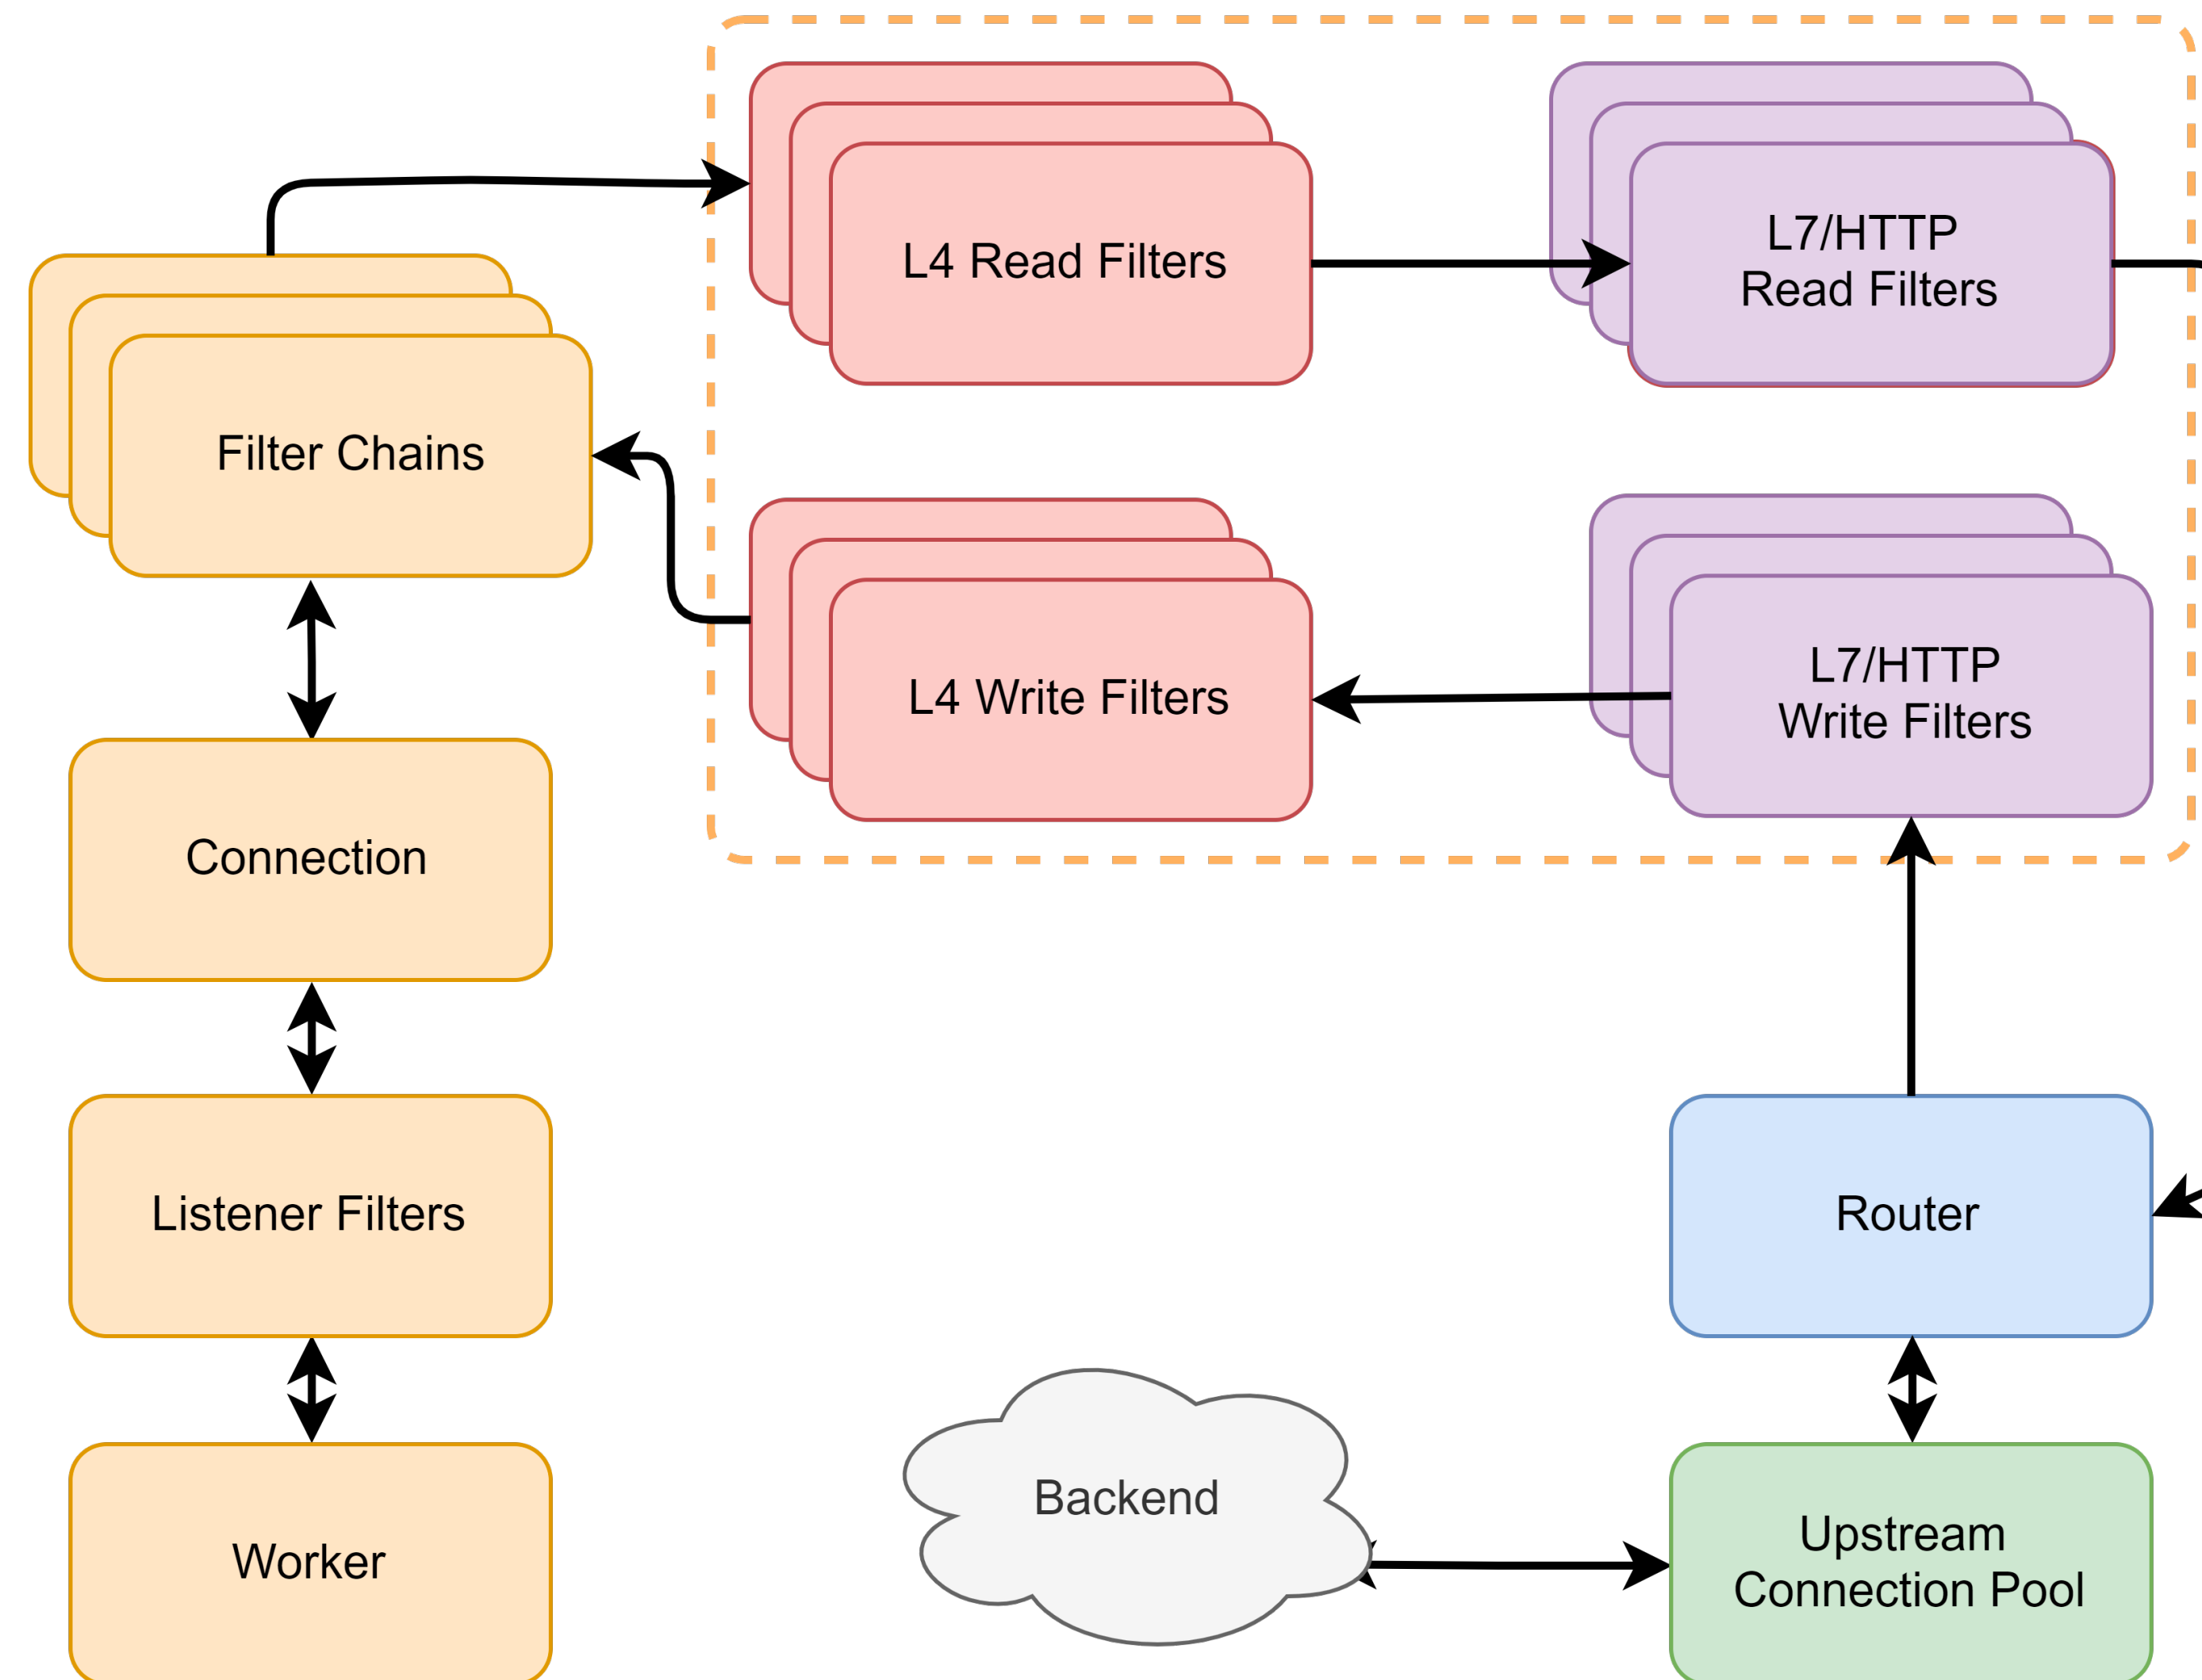 L4 Read Filters
L7/HTTP
Read Filters
Filter Chains
L4 Write Filters
L7/HTTP
Write Filters
Connection
Listener Filters
Router
Backend
Upstream
Connection Pool
Worker